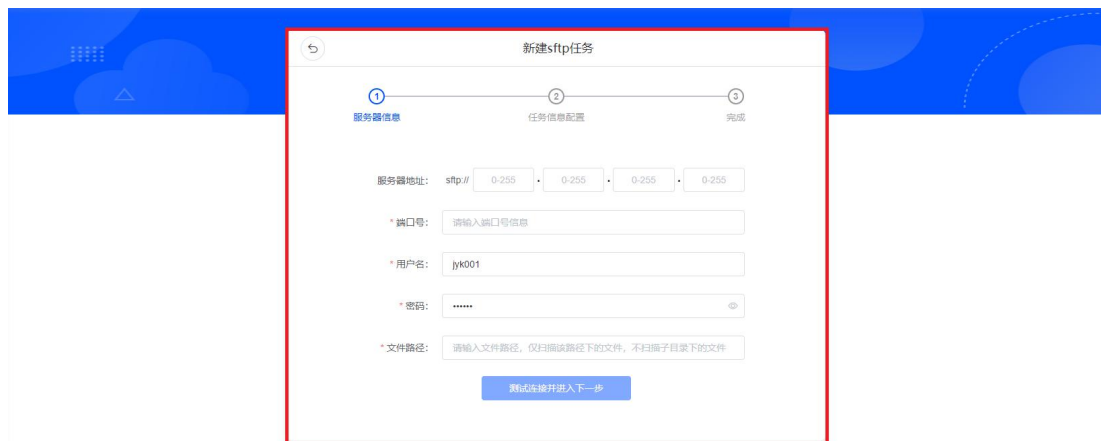 新建sftp任务
1 2 3
服务器信息 任务信息配置 完成
服务器地址： sftp:// 0-255 . 0-255 . 0-255 . 0-255
* 端口号： 请输入端口号信息
* 用户名： jyk001
* 密码： ••••••
* 文件路径： 请输入文件路径，仅扫描该路径下的文件，不扫描子目录下的文件
测试连接并进入下一步